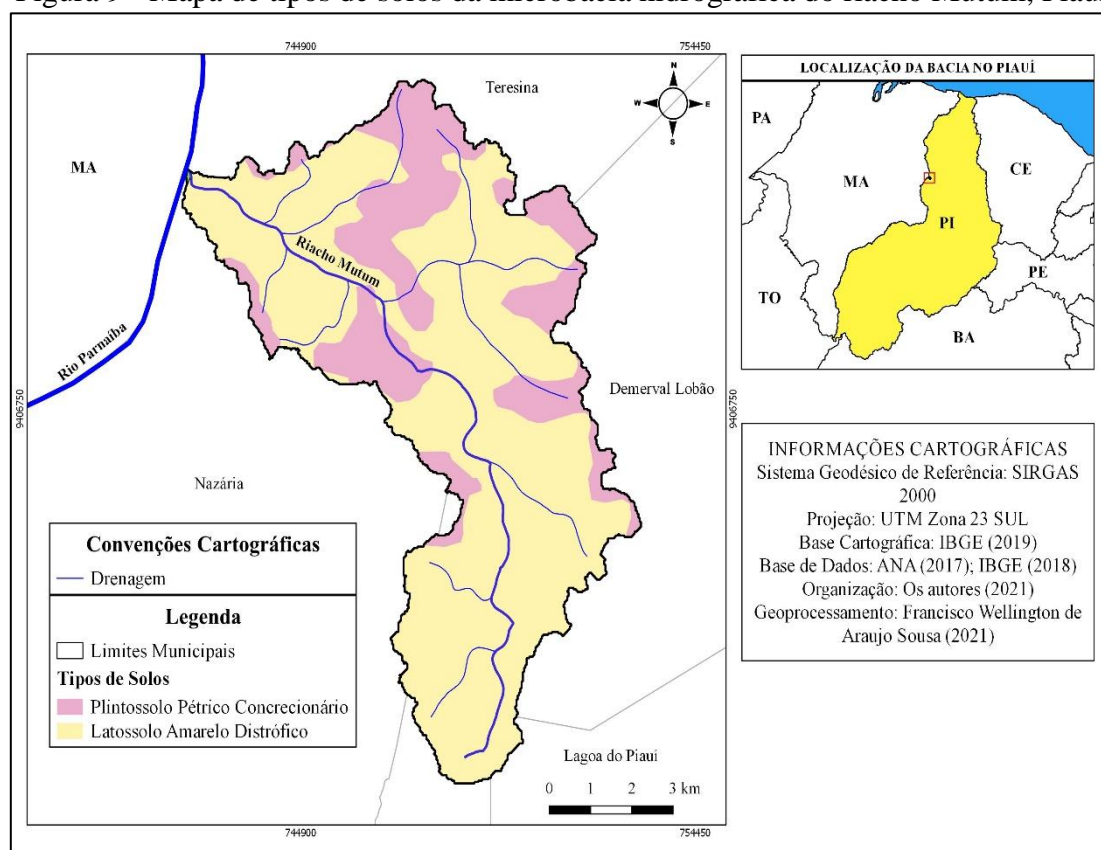 Figura 9 - Mapa de tipos de solos da microbacia hidrográfica do riacho Mutum, Piauí
744900
754450
Teresina
N
W
E
S
MA
Riacho Mutum
Rio Parnaíba
9406750
9406750
Demerval Lobão
Nazária
Convenções Cartográficas
Drenagem
Legenda
Limites Municipais
Tipos de Solos
Plintossolo Pétrico Concrecionário
Latossolo Amarelo Distrófico
Lagoa do Piauí
0 1 2 3 km
744900
754450
LOCALIZAÇÃO DA BACIA NO PIAUÍ
PA
MA
CE
PI
PE
TO
BA
INFORMAÇÕES CARTOGRÁFICAS
Sistema Geodésico de Referência: SIRGAS
2000
Projeção: UTM Zona 23 SUL
Base Cartográfica: IBGE (2019)
Base de Dados: ANA (2017); IBGE (2018)
Organização: Os autores (2021)
Geoprocessamento: Francisco Wellington de
Araujo Sousa (2021)